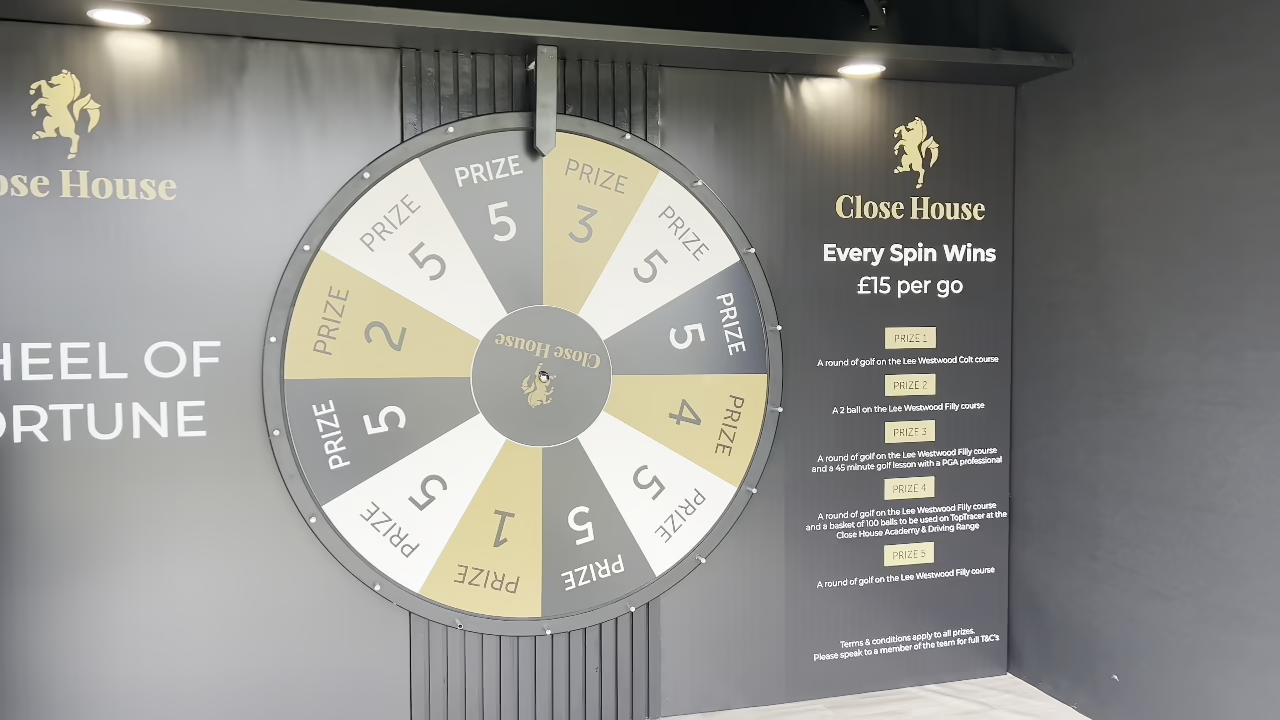 ose House
HEEL OF
ORTUNE
PRIZE
5
PRIZE
3
PRIZE
5
PRIZE
5
PRIZE
4
PRIZE
5
PRIZE
5
PRIZE
1
PRIZE
5
PRIZE
5
PRIZE
2
PRIZE
5
Close House
Close House
Every Spin Wins
£15 per go
PRIZE 1
A round of golf on the Lee Westwood Colt course
PRIZE 2
A 2 ball on the Lee Westwood Filly course
PRIZE 3
A round of golf on the Lee Westwood Filly course
and a 45 minute golf lesson with a PGA professional
PRIZE 4
A round of golf on the Lee Westwood Filly course
and a basket of 100 balls to be used on TopTracer at the
Close House Academy & Driving Range
PRIZE 5
A round of golf on the Lee Westwood Filly course
Terms & conditions apply to all prizes.
Please speak to a member of the team for full T&C's